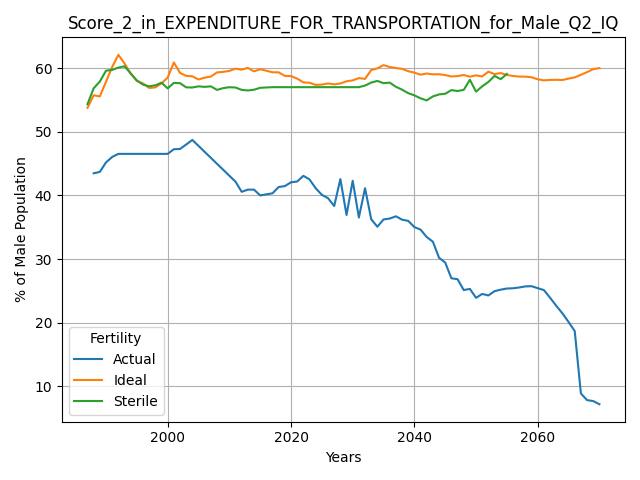 Score_2_in_EXPENDITURE_FOR_TRANSPORTATION_for_Male_Q2_IQ
% of Male Population
60
50
40
30
20
10
Fertility
Actual
Ideal
Sterile
2000
2020
2040
2060
Years